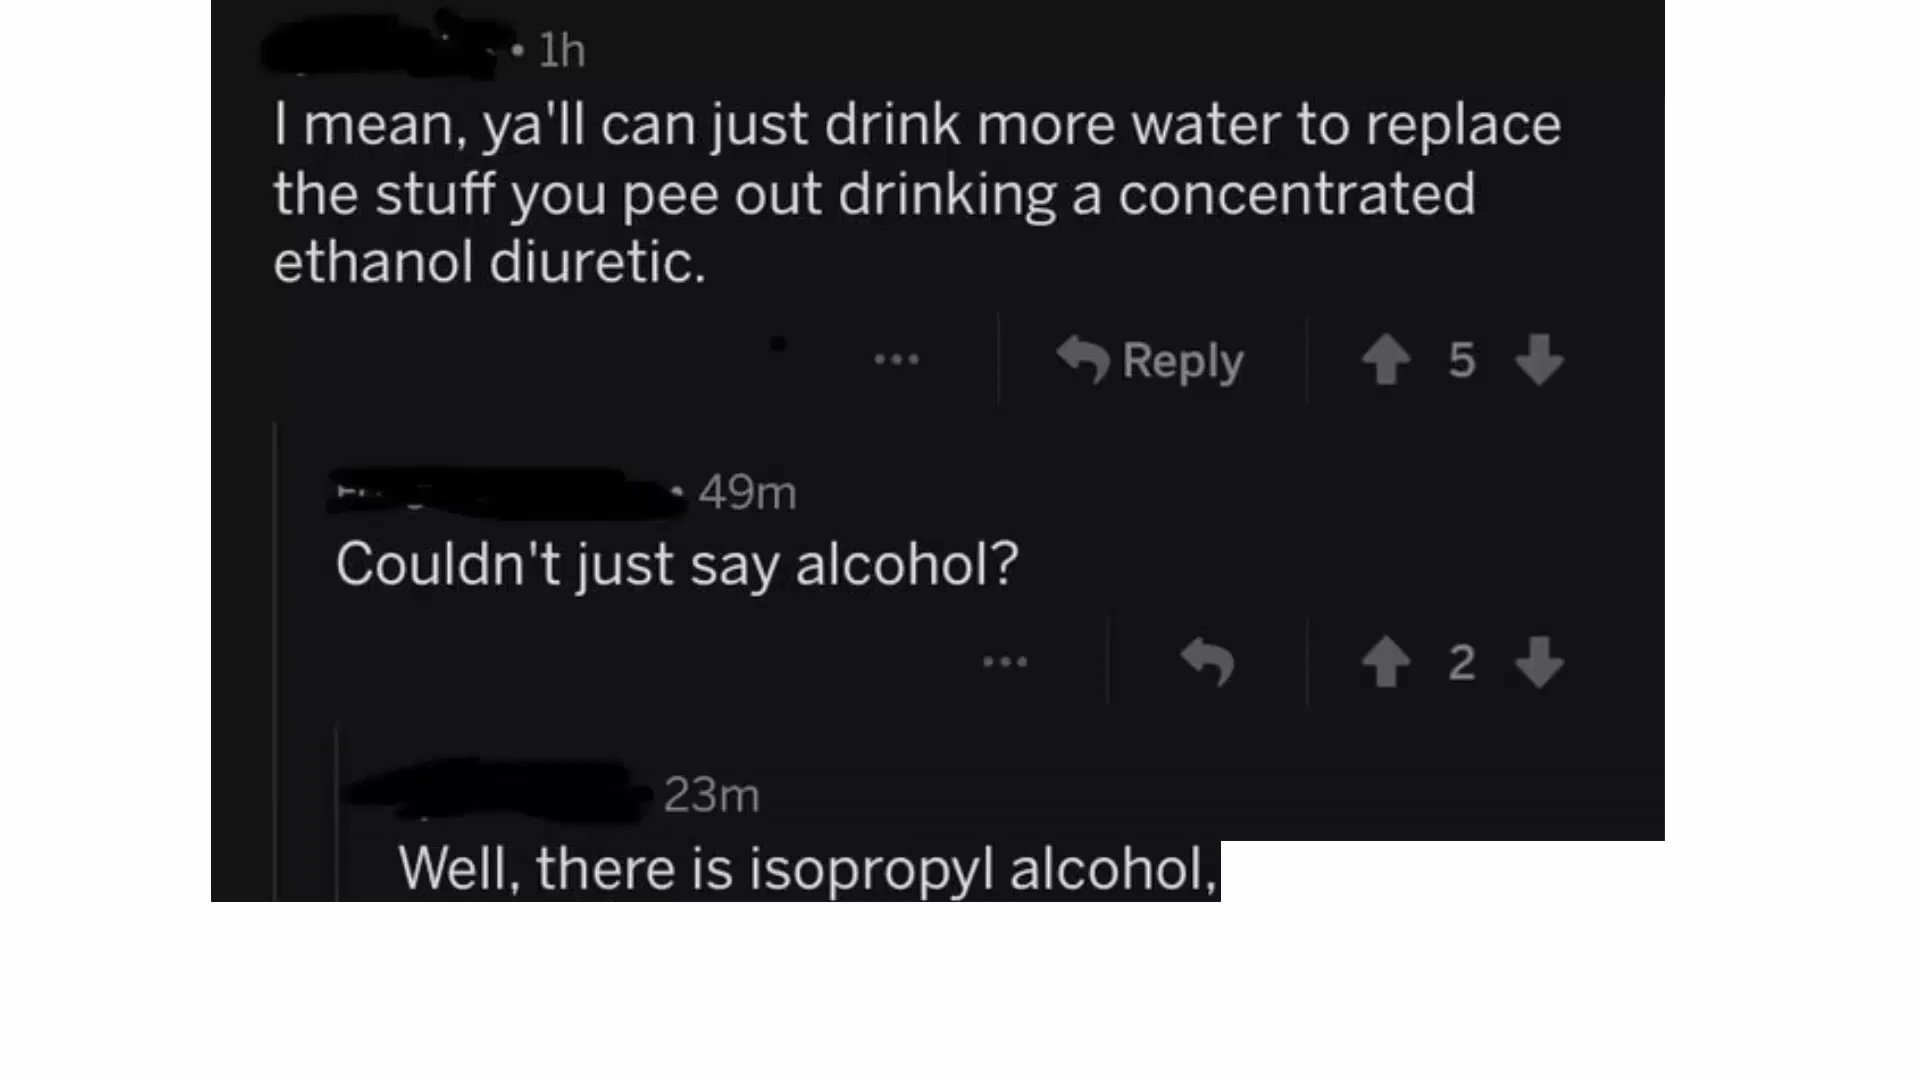 • 1h
I mean, ya'll can just drink more water to replace
the stuff you pee out drinking a concentrated
ethanol diuretic.
Reply 5
• 49m
Couldn't just say alcohol?
2
23m
Well, there is isopropyl alcohol,